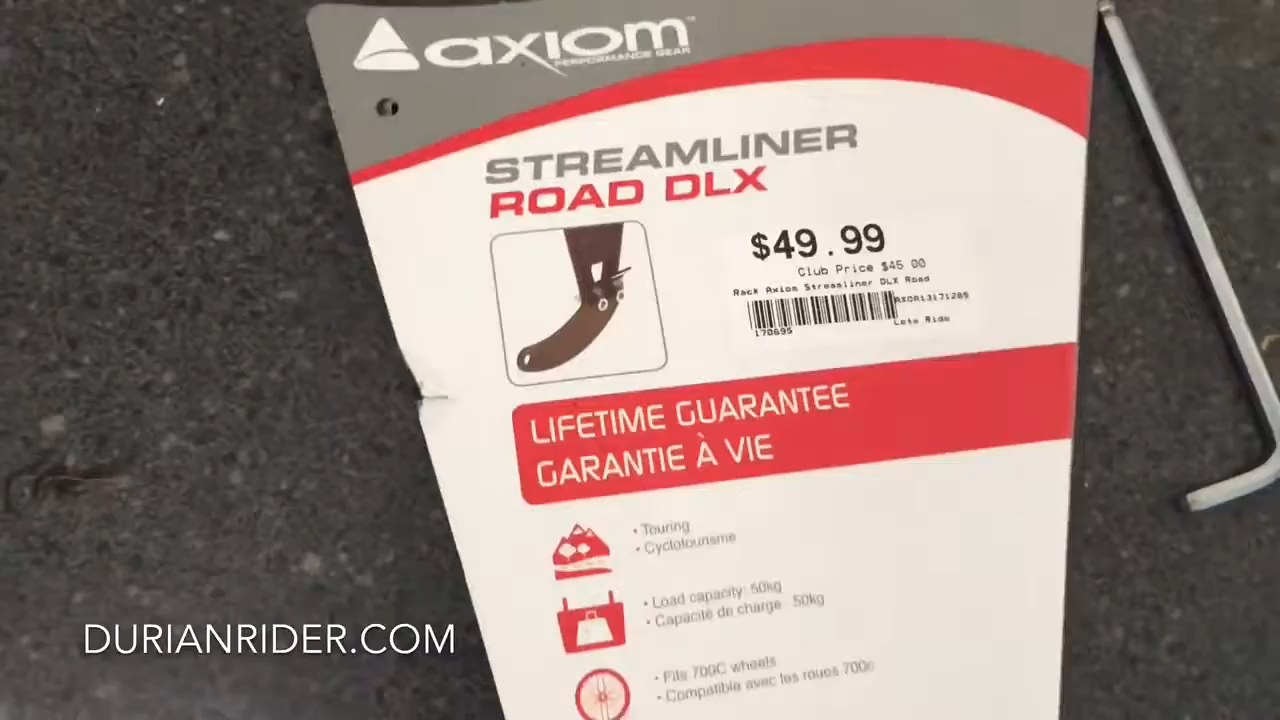 axiom
PERFORMANCE GEAR
STREAMLINER
ROAD DLX
$49.99
Club Price $45 00
Rack Axiom Streamliner DLX Road
170695
Lets Ride
LIFETIME GUARANTEE
GARANTIE À VIE
• Touring
• Cyclotourisme
• Load capacity: 50kg
• Capacité de charge 50kg
• Fits 700C wheels
• Compatible avec les roues 700c
DURIANRIDER.COM